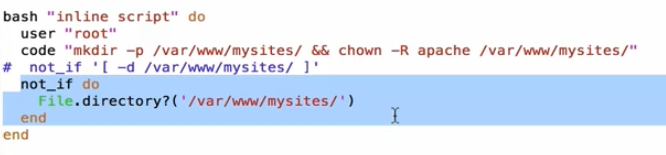 bash "inline script" do
  user "root"
  code "mkdir -p /var/www/mysites/ && chown -R apache /var/www/mysites/"
#  not_if '[ -d /var/www/mysites/ ]'
  not_if do
    File.directory?('/var/www/mysites/')
  end
end